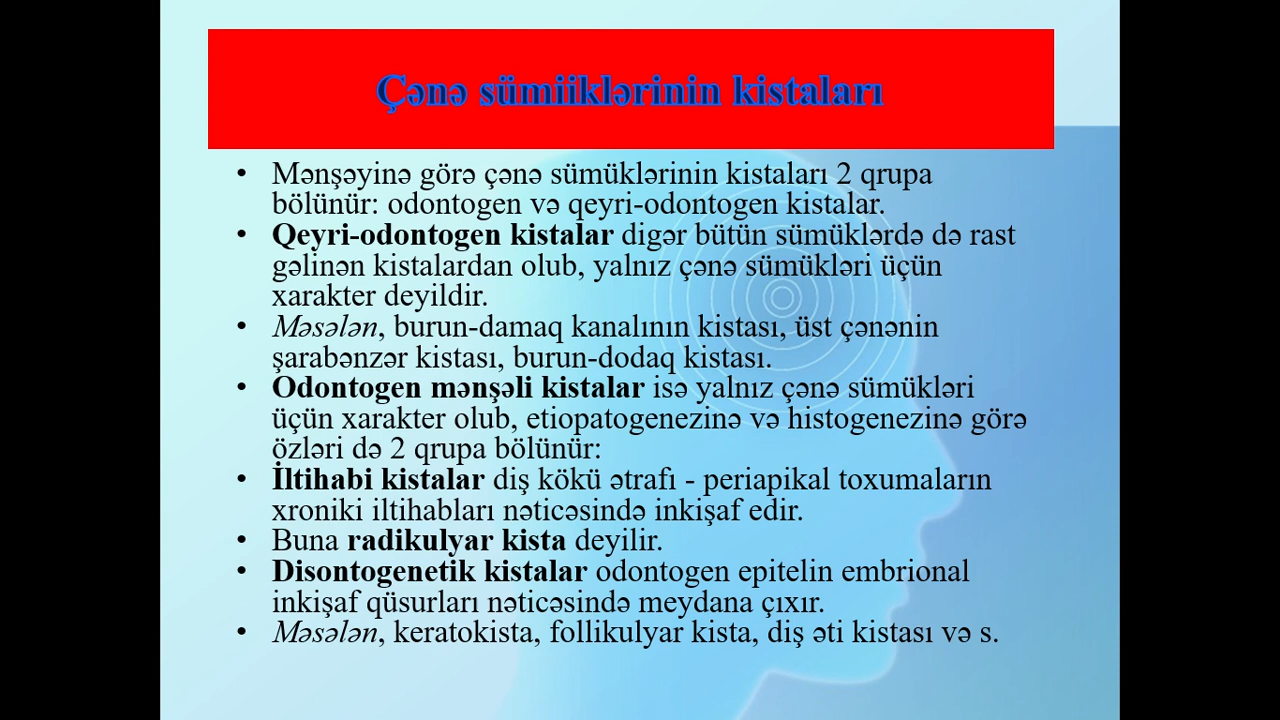 Çənə sümiiklərinin kistaları
• Mənşəyinə görə çənə sümüklərinin kistaları 2 qrupa
bölünür: odontogen və qeyri-odontogen kistalar.
• Qeyri-odontogen kistalar digər bütün sümüklərdə də rast
gəlinən kistalardan olub, yalnız çənə sümükləri üçün
xarakter deyildir.
• Məsələn, burun-damaq kanalının kistası, üst çənənin
şarabənzər kistası, burun-dodaq kistası.
• Odontogen mənşəli kistalar isə yalnız çənə sümükləri
üçün xarakter olub, etiopatogenezinə və histogenezinə görə
özləri də 2 qrupa bölünür:
• İltihabi kistalar diş kökü ətrafı - periapikal toxumaların
xroniki iltihabları nəticəsində inkişaf edir.
• Buna radikulyar kista deyilir.
• Disontogenetik kistalar odontogen epitelin embrional
inkişaf qüsurları nəticəsində meydana çıxır.
• Məsələn, keratokista, follikulyar kista, diş əti kistası və s.